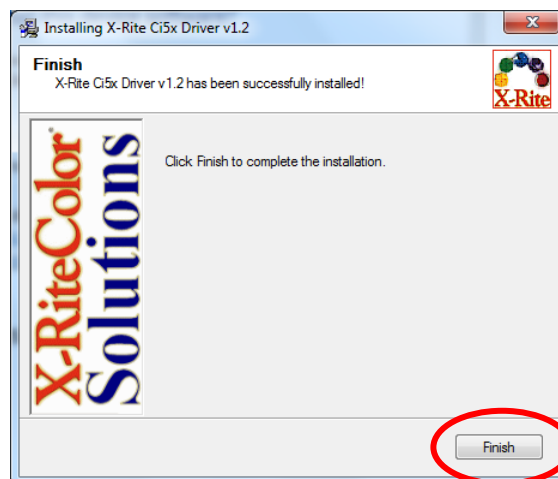 Installing X-Rite Ci5x Driver v1.2
Finish
X-Rite Ci5x Driver v1.2 has been successfully installed!
X-Rite
X-RiteColor
Solutions
Click Finish to complete the installation.
Finish